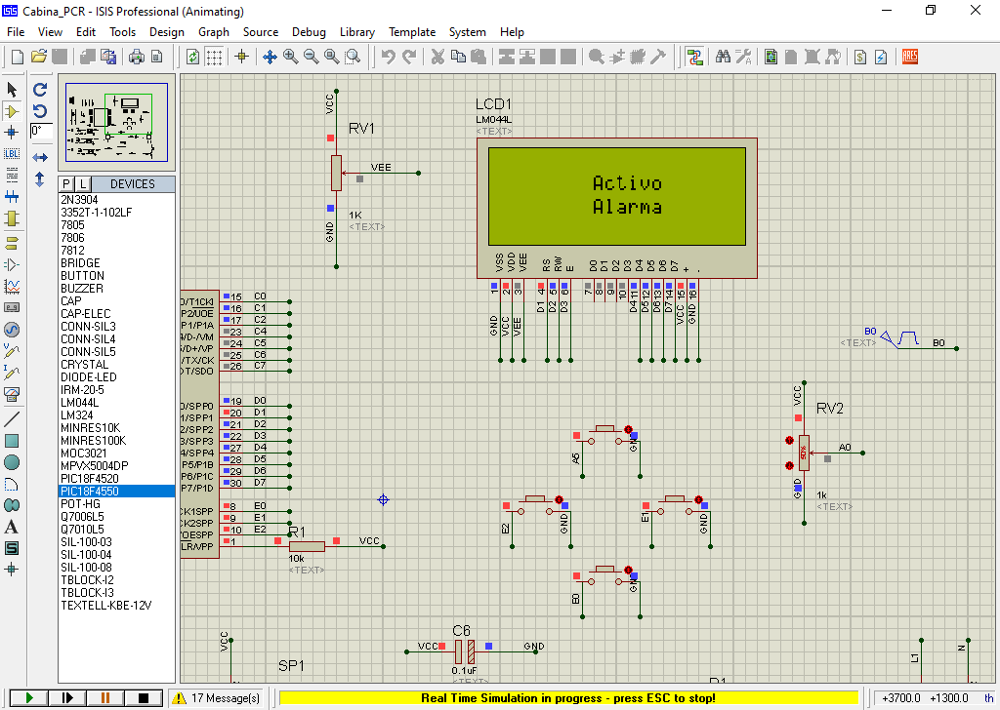 Cabina_PCR - ISIS Professional (Animating)
File View Edit Tools Design Graph Source Debug Library Template System Help
0°
LBL
P L DEVICES
2N3904
3352T-1-102LF
7805
7806
7812
BRIDGE
BUTTON
BUZZER
CAP
CAP-ELEC
CONN-SIL3
CONN-SIL4
CONN-SIL5
CRYSTAL
DIODE-LED
IRM-20-5
LM044L
LM324
MINRES10K
MINRES100K
MOC3021
MPVX5004DP
PIC18F4520
PIC18F4550
POT-HG
Q7006L5
Q7010L5
SIL-100-03
SIL-100-04
SIL-100-08
TBLOCK-I2
TBLOCK-I3
TEXTELL-KBE-12V
VCC
RV1
VEE
1K
<TEXT>
GND
LCD1
LM044L
<TEXT>
Activo
Alarma
VSS VDD VEE RS RW E D0 D1 D2 D3 D4 D5 D6 D7 + -
1 2 3 4 5 6 7 8 9 10 11 12 13 14 15 16
GND VCC VEE D1 D2 D3 D4 D5 D6 D7 VCC GND
0/T1CKI 15 C0
P2/UOE 16 C1
P1/P1A 17 C2
4/D-/VM 23 C4
5/D+/VP 24 C5
/TX/CK 25 C6
DT/SDO 26 C7
0/SPP0 19 D0
1/SPP1 20 D1
2/SPP2 21 D2
3/SPP3 22 D3
4/SPP4 27 D4
P5/P1B 28 D5
P6/P1C 29 D6
P7/P1D 30 D7
CK1SPP 8 E0
CK2SPP 9 E1
/OESPP 10 E2
LR/VPP 1
R1
VCC
10k
<TEXT>
B0
<TEXT>
B0
VCC
RV2
50%
A0
GND
1k
<TEXT>
A5
GND
E2
GND
E1
GND
E0
GND
VCC
SP1
C6
VCC
GND
0.1uF
<TEXT>
L1
N
17 Message(s)
Real Time Simulation in progress - press ESC to stop!
+3700.0 +1300.0 th